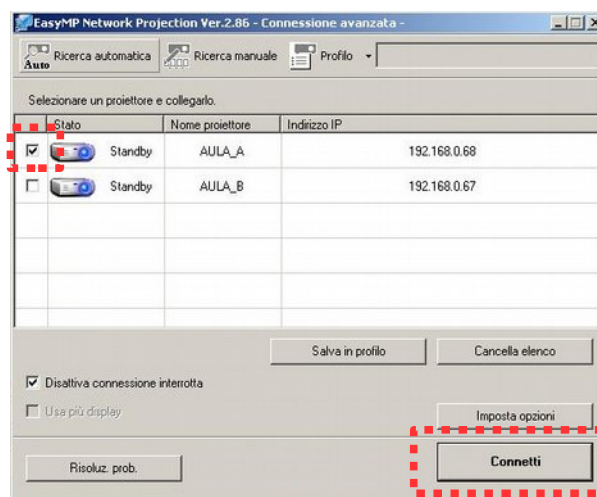 EasyMP Network Projection Ver.2.86 - Connessione avanzata -
Auto Ricerca automatica Ricerca manuale Profilo
Selezionare un proiettore e collegarlo.
Stato Nome proiettore Indirizzo IP
Standby AULA_A 192.168.0.68
Standby AULA_B 192.168.0.67
Salva in profilo Cancella elenco
Disattiva connessione interrotta
Usa più display Imposta opzioni
Risoluz. prob. Connetti